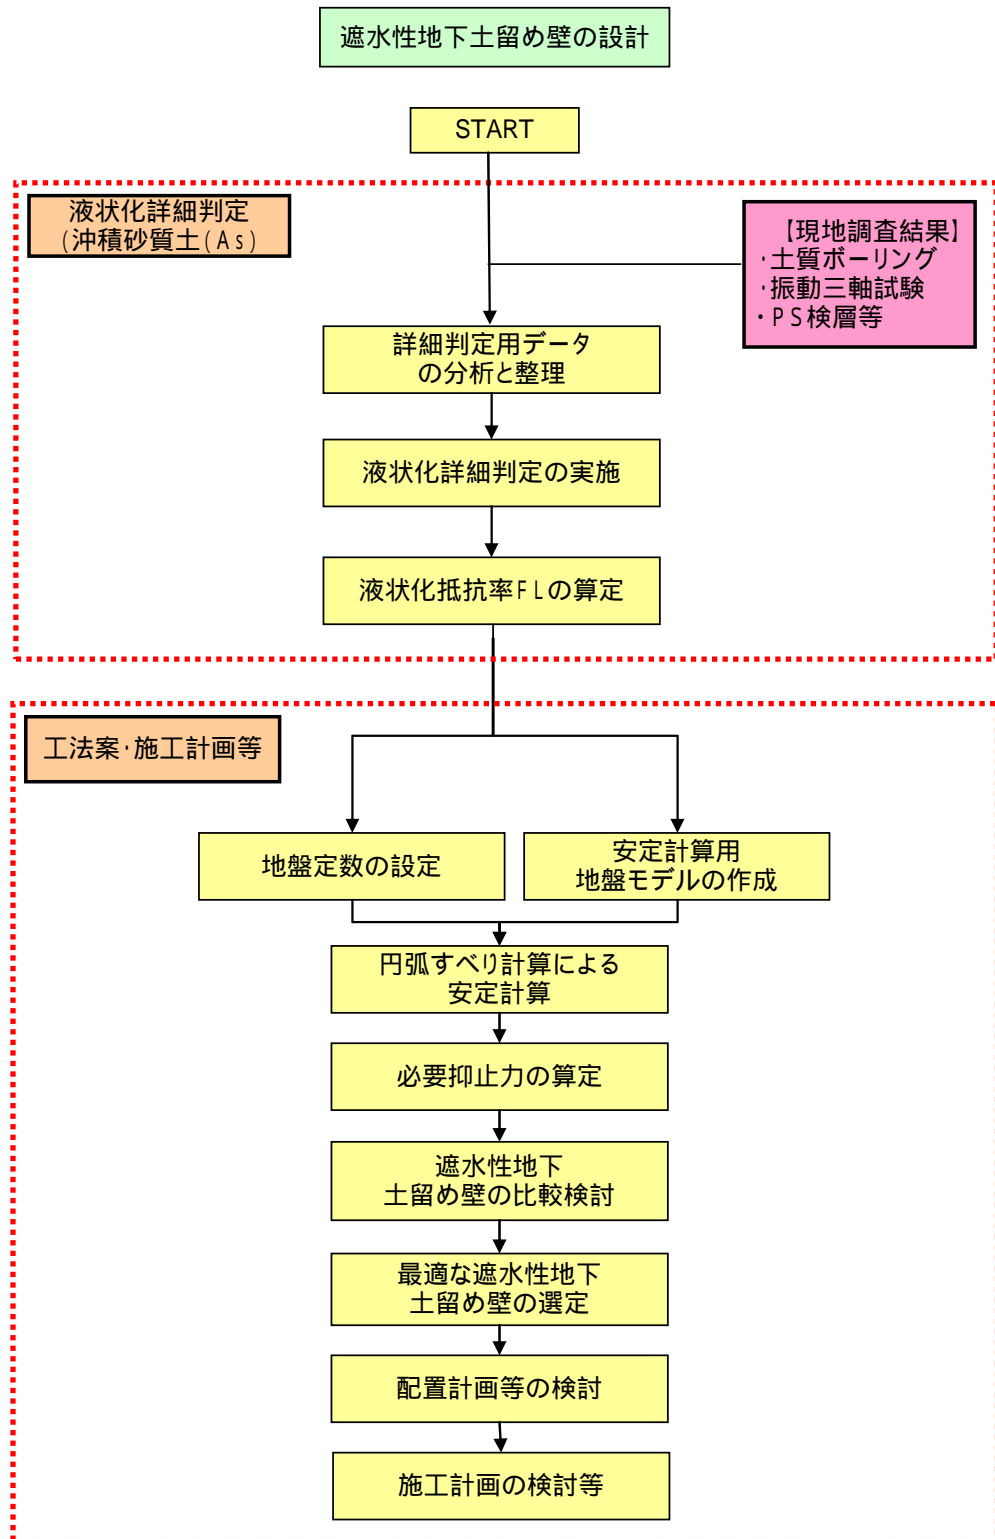 遮水性地下土留め壁の設計
START
液状化詳細判定
(沖積砂質土(As)
【現地調査結果】
・土質ボーリング
・振動三軸試験
・PS検層等
詳細判定用データ
の分析と整理
液状化詳細判定の実施
液状化抵抗率FLの算定
工法案・施工計画等
地盤定数の設定
安定計算用
地盤モデルの作成
円弧すべり計算による
安定計算
必要抑止力の算定
遮水性地下
土留め壁の比較検討
最適な遮水性地下
土留め壁の選定
配置計画等の検討
施工計画の検討等